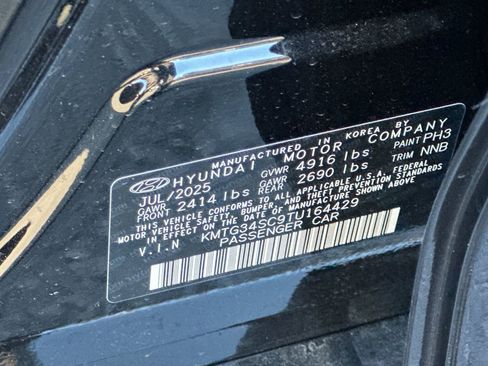 MANUFACTURED IN KOREA BY
HYUNDAI MOTOR COMPANY
JUL/2025 GVWR 4916 lbs PAINT PH3
GAWR FRONT 2414 lbs GAWR REAR 2690 lbs TRIM NNB
THIS VEHICLE CONFORMS TO ALL APPLICABLE U.S.A. FEDERAL
MOTOR VEHICLE SAFETY, BUMPER, AND THEFT PREVENTION STANDARDS
IN EFFECT ON THE DATE OF MANUFACTURE SHOWN ABOVE.
V.I.N KMTG34SC9TU164429
PASSENGER CAR